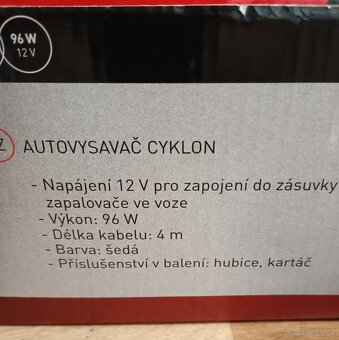 96 W
12 V
Z
AUTOVYSAVAČ CYKLON
- Napájení 12 V pro zapojení do zásuvky
zapalovače ve voze
- Výkon: 96 W
- Délka kabelu: 4 m
- Barva: šedá
- Příslušenství v balení: hubice, kartáč